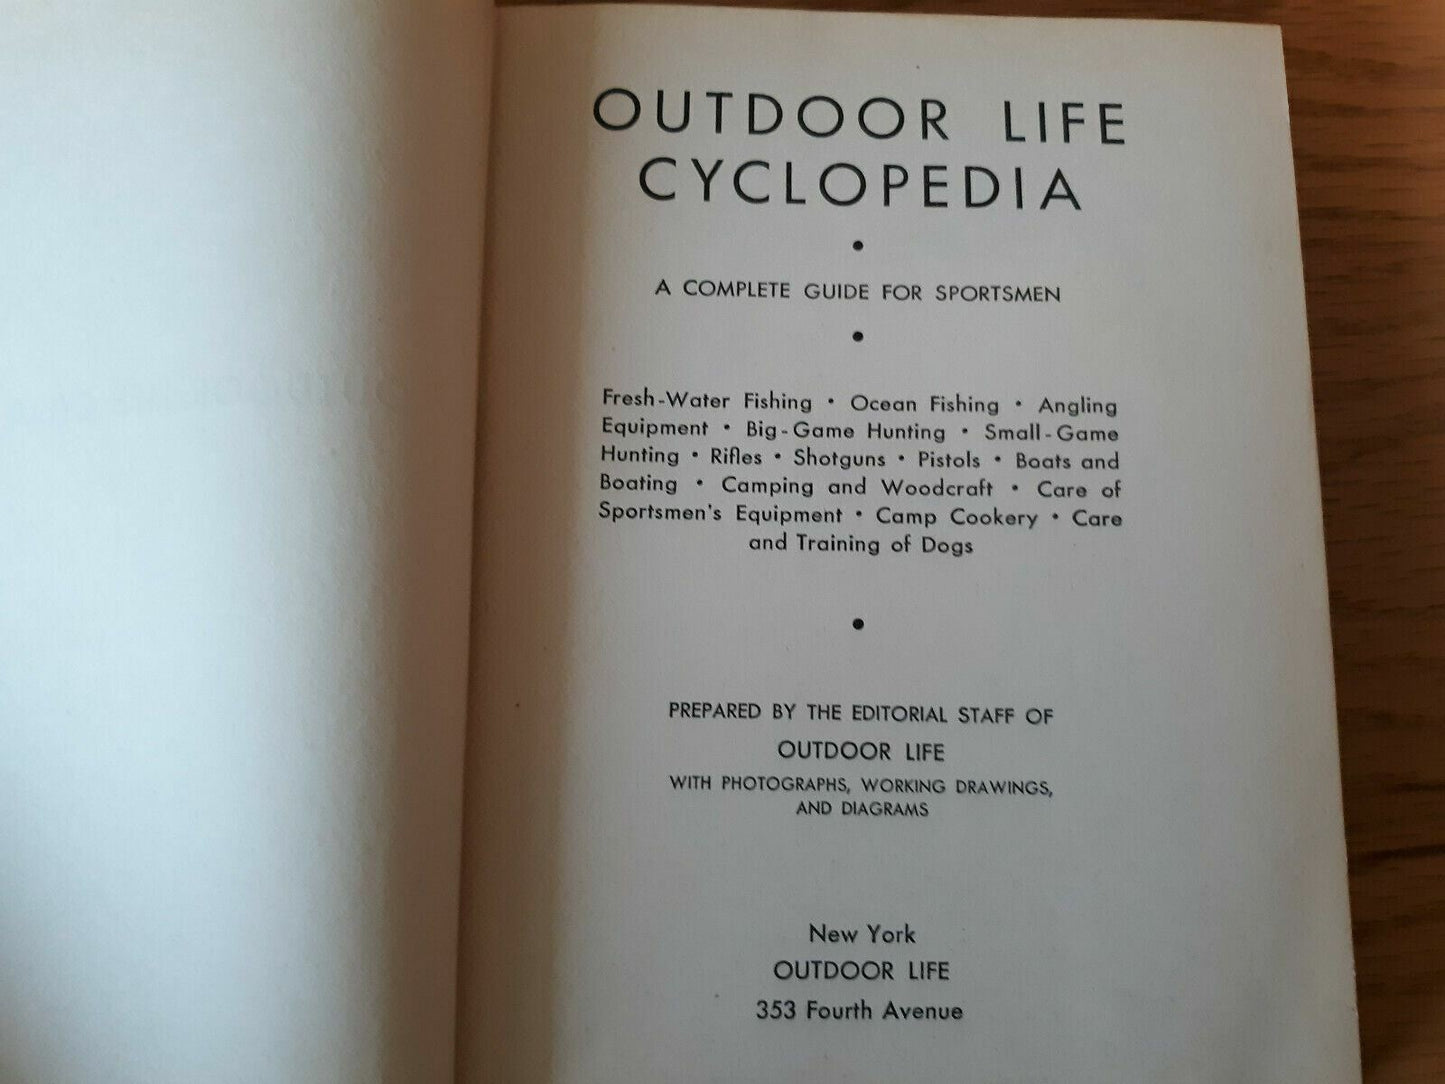 OUTDOOR LIFE
CYCLOPEDIA
•
A COMPLETE GUIDE FOR SPORTSMEN
•
Fresh-Water Fishing • Ocean Fishing • Angling
Equipment • Big-Game Hunting • Small-Game
Hunting • Rifles • Shotguns • Pistols • Boats and
Boating • Camping and Woodcraft • Care of
Sportsmen's Equipment • Camp Cookery • Care
and Training of Dogs
•
PREPARED BY THE EDITORIAL STAFF OF
OUTDOOR LIFE
WITH PHOTOGRAPHS, WORKING DRAWINGS,
AND DIAGRAMS
New York
OUTDOOR LIFE
353 Fourth Avenue